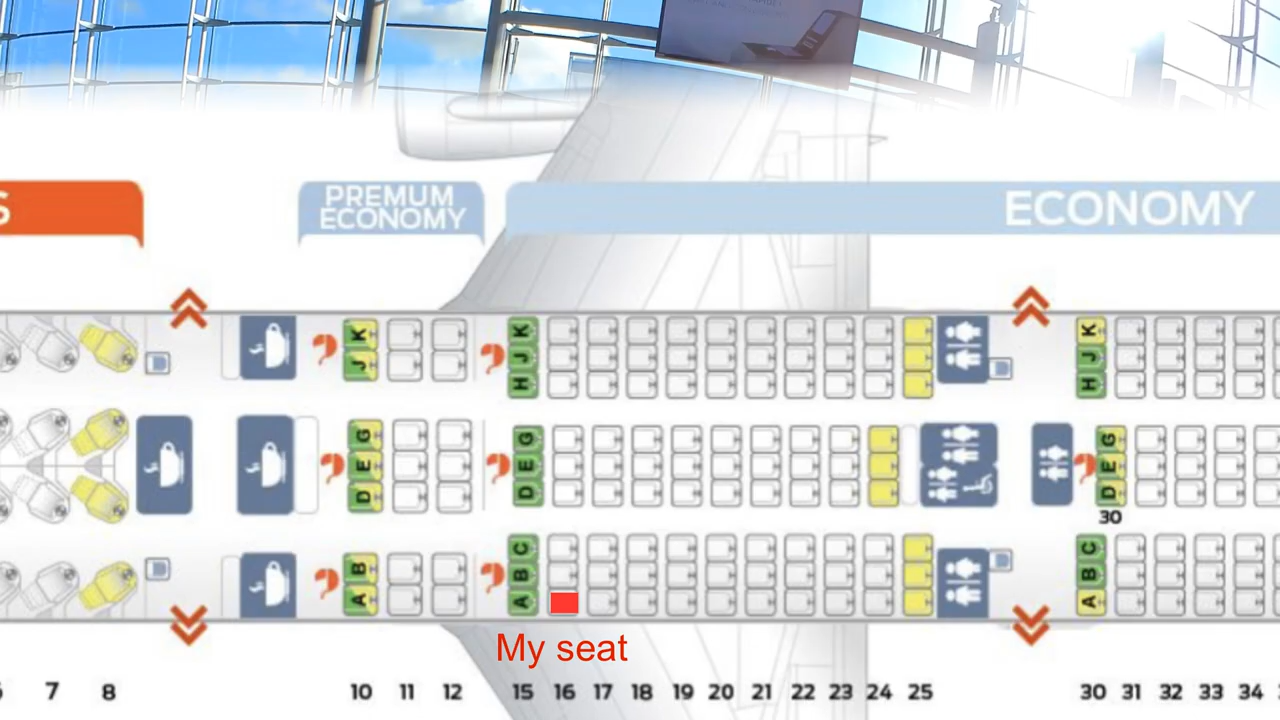 S
PREMUM
ECONOMY
ECONOMY
K K K K
J J J J
H H
G G G
E E E
D D D
30
B C C
A B B
A A
My seat
7 8 10 11 12 15 16 17 18 19 20 21 22 23 24 25 30 31 32 33 34